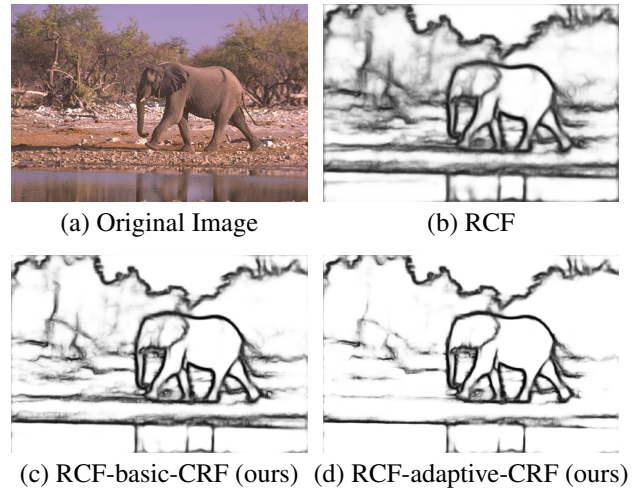 (a) Original Image
(b) RCF
(c) RCF-basic-CRF (ours)
(d) RCF-adaptive-CRF (ours)